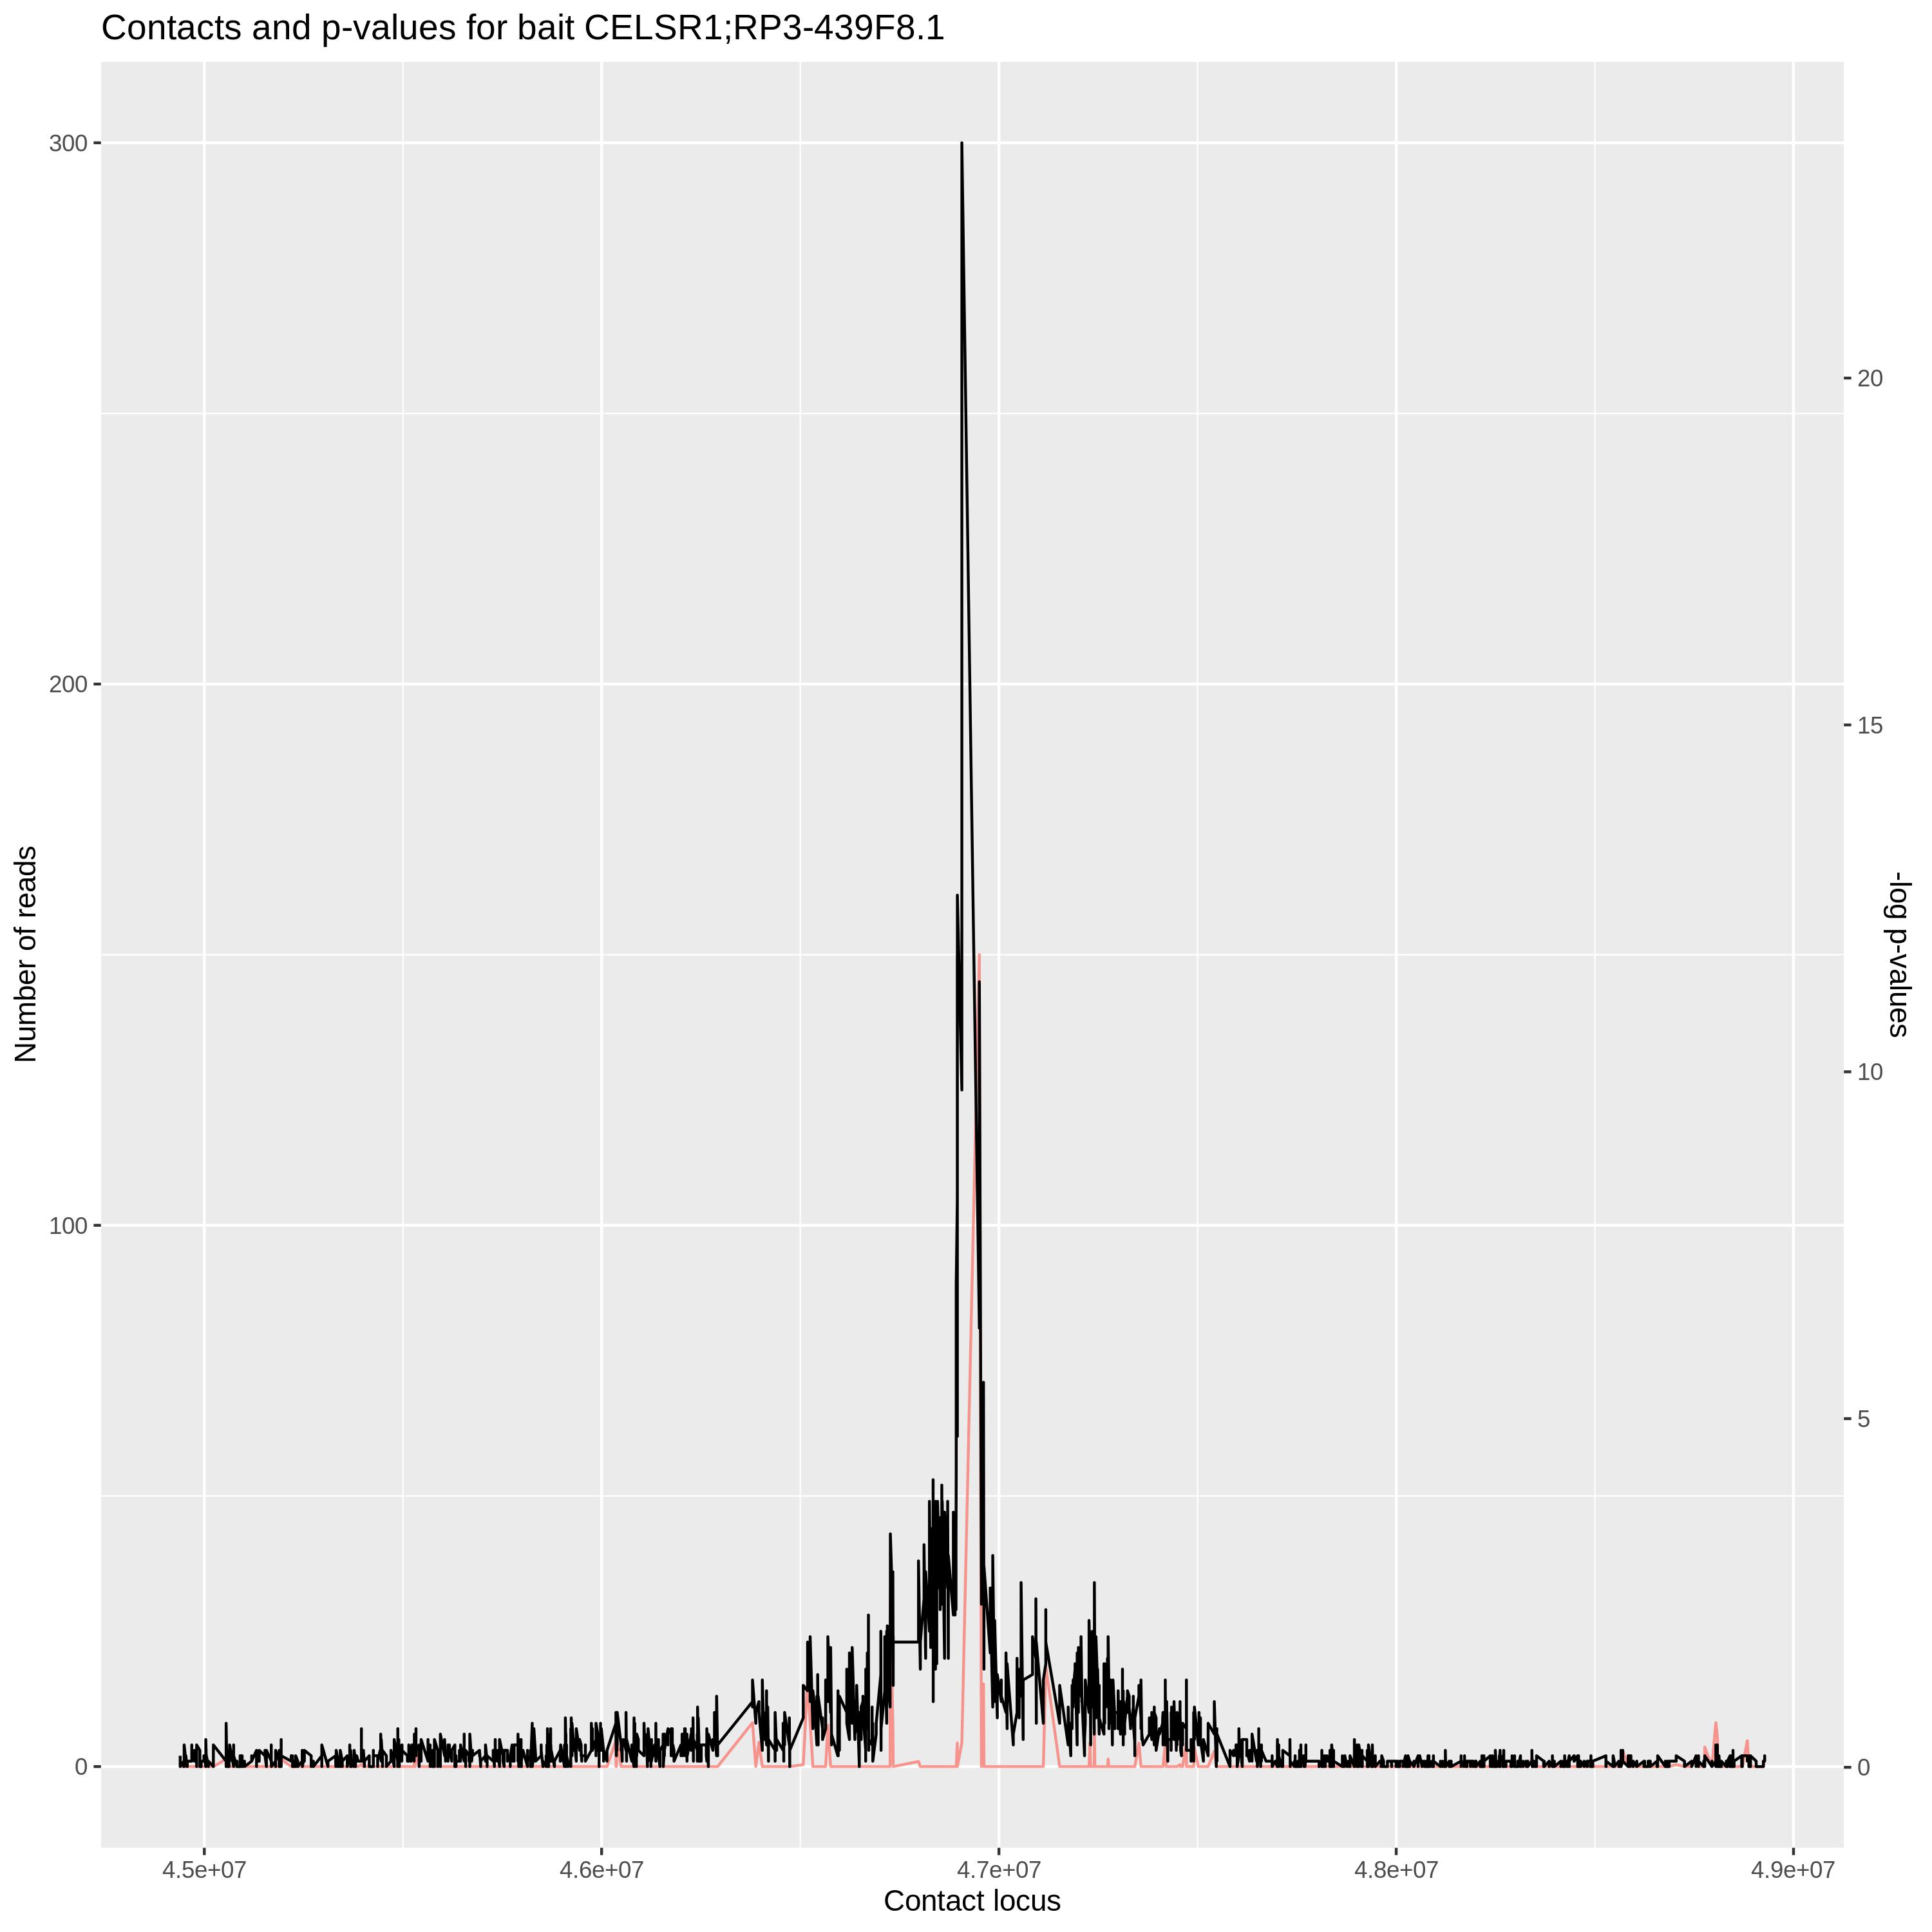 Contacts and p-values for bait CELSR1;RP3-439F8.1
300
200
100
0
Number of reads
20
15
10
5
0
-log p-values
4.5e+07 4.6e+07 4.7e+07 4.8e+07 4.9e+07
Contact locus